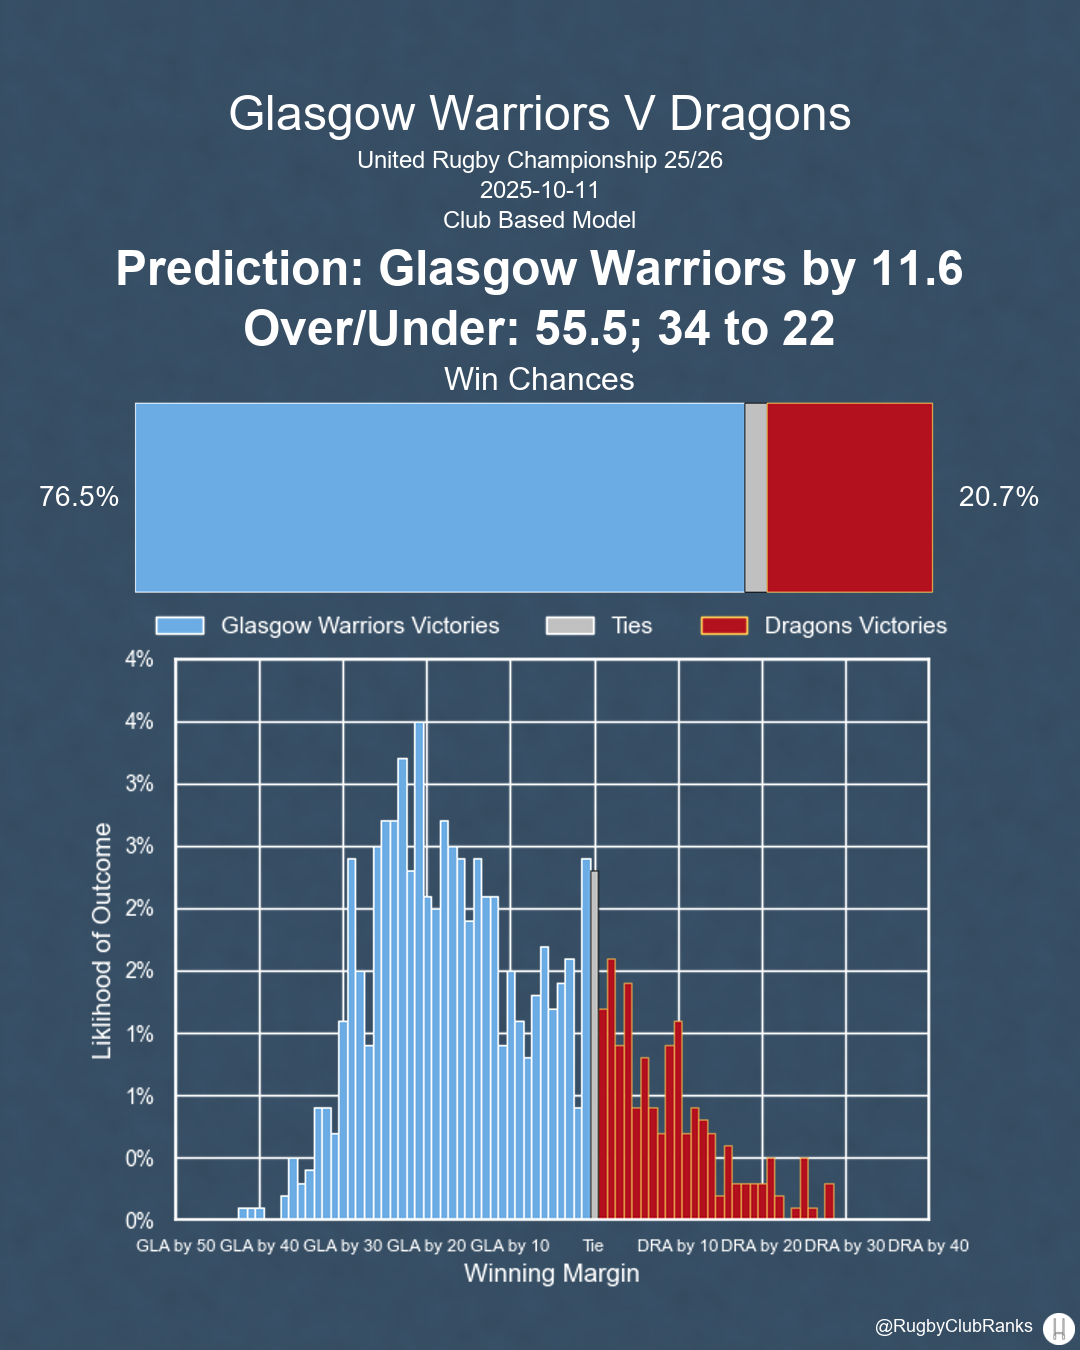 Glasgow Warriors V Dragons
United Rugby Championship 25/26
2025-10-11
Club Based Model
Prediction: Glasgow Warriors by 11.6
Over/Under: 55.5; 34 to 22
Win Chances
76.5%
20.7%
Glasgow Warriors Victories
Ties
Dragons Victories
4%
4%
3%
3%
2%
2%
1%
1%
0%
0%
Liklihood of Outcome
GLA by 50 GLA by 40 GLA by 30 GLA by 20 GLA by 10 Tie DRA by 10 DRA by 20 DRA by 30 DRA by 40
Winning Margin
@RugbyClubRanks